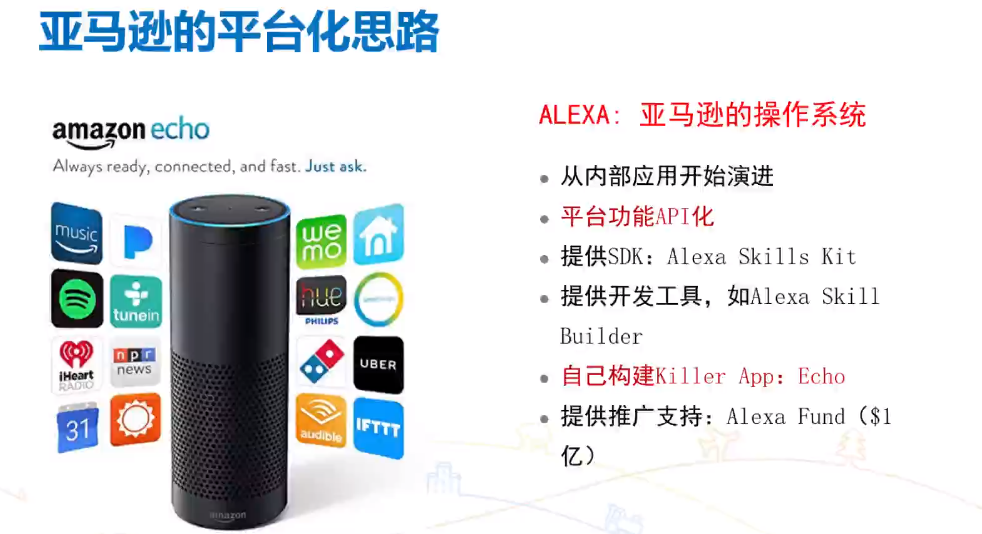 亚马逊的平台化思路
amazon echo
Always ready, connected, and fast. Just ask.
music
P
tunein
iHeart
RADIO
npr
news
31
amazon
we
mo
hue
PHILIPS
UBER
audible
IFTTT
ALEXA: 亚马逊的操作系统
从内部应用开始演进
平台功能API化
提供SDK: Alexa Skills Kit
提供开发工具，如Alexa Skill
Builder
自己构建Killer App: Echo
提供推广支持: Alexa Fund（$1
亿）